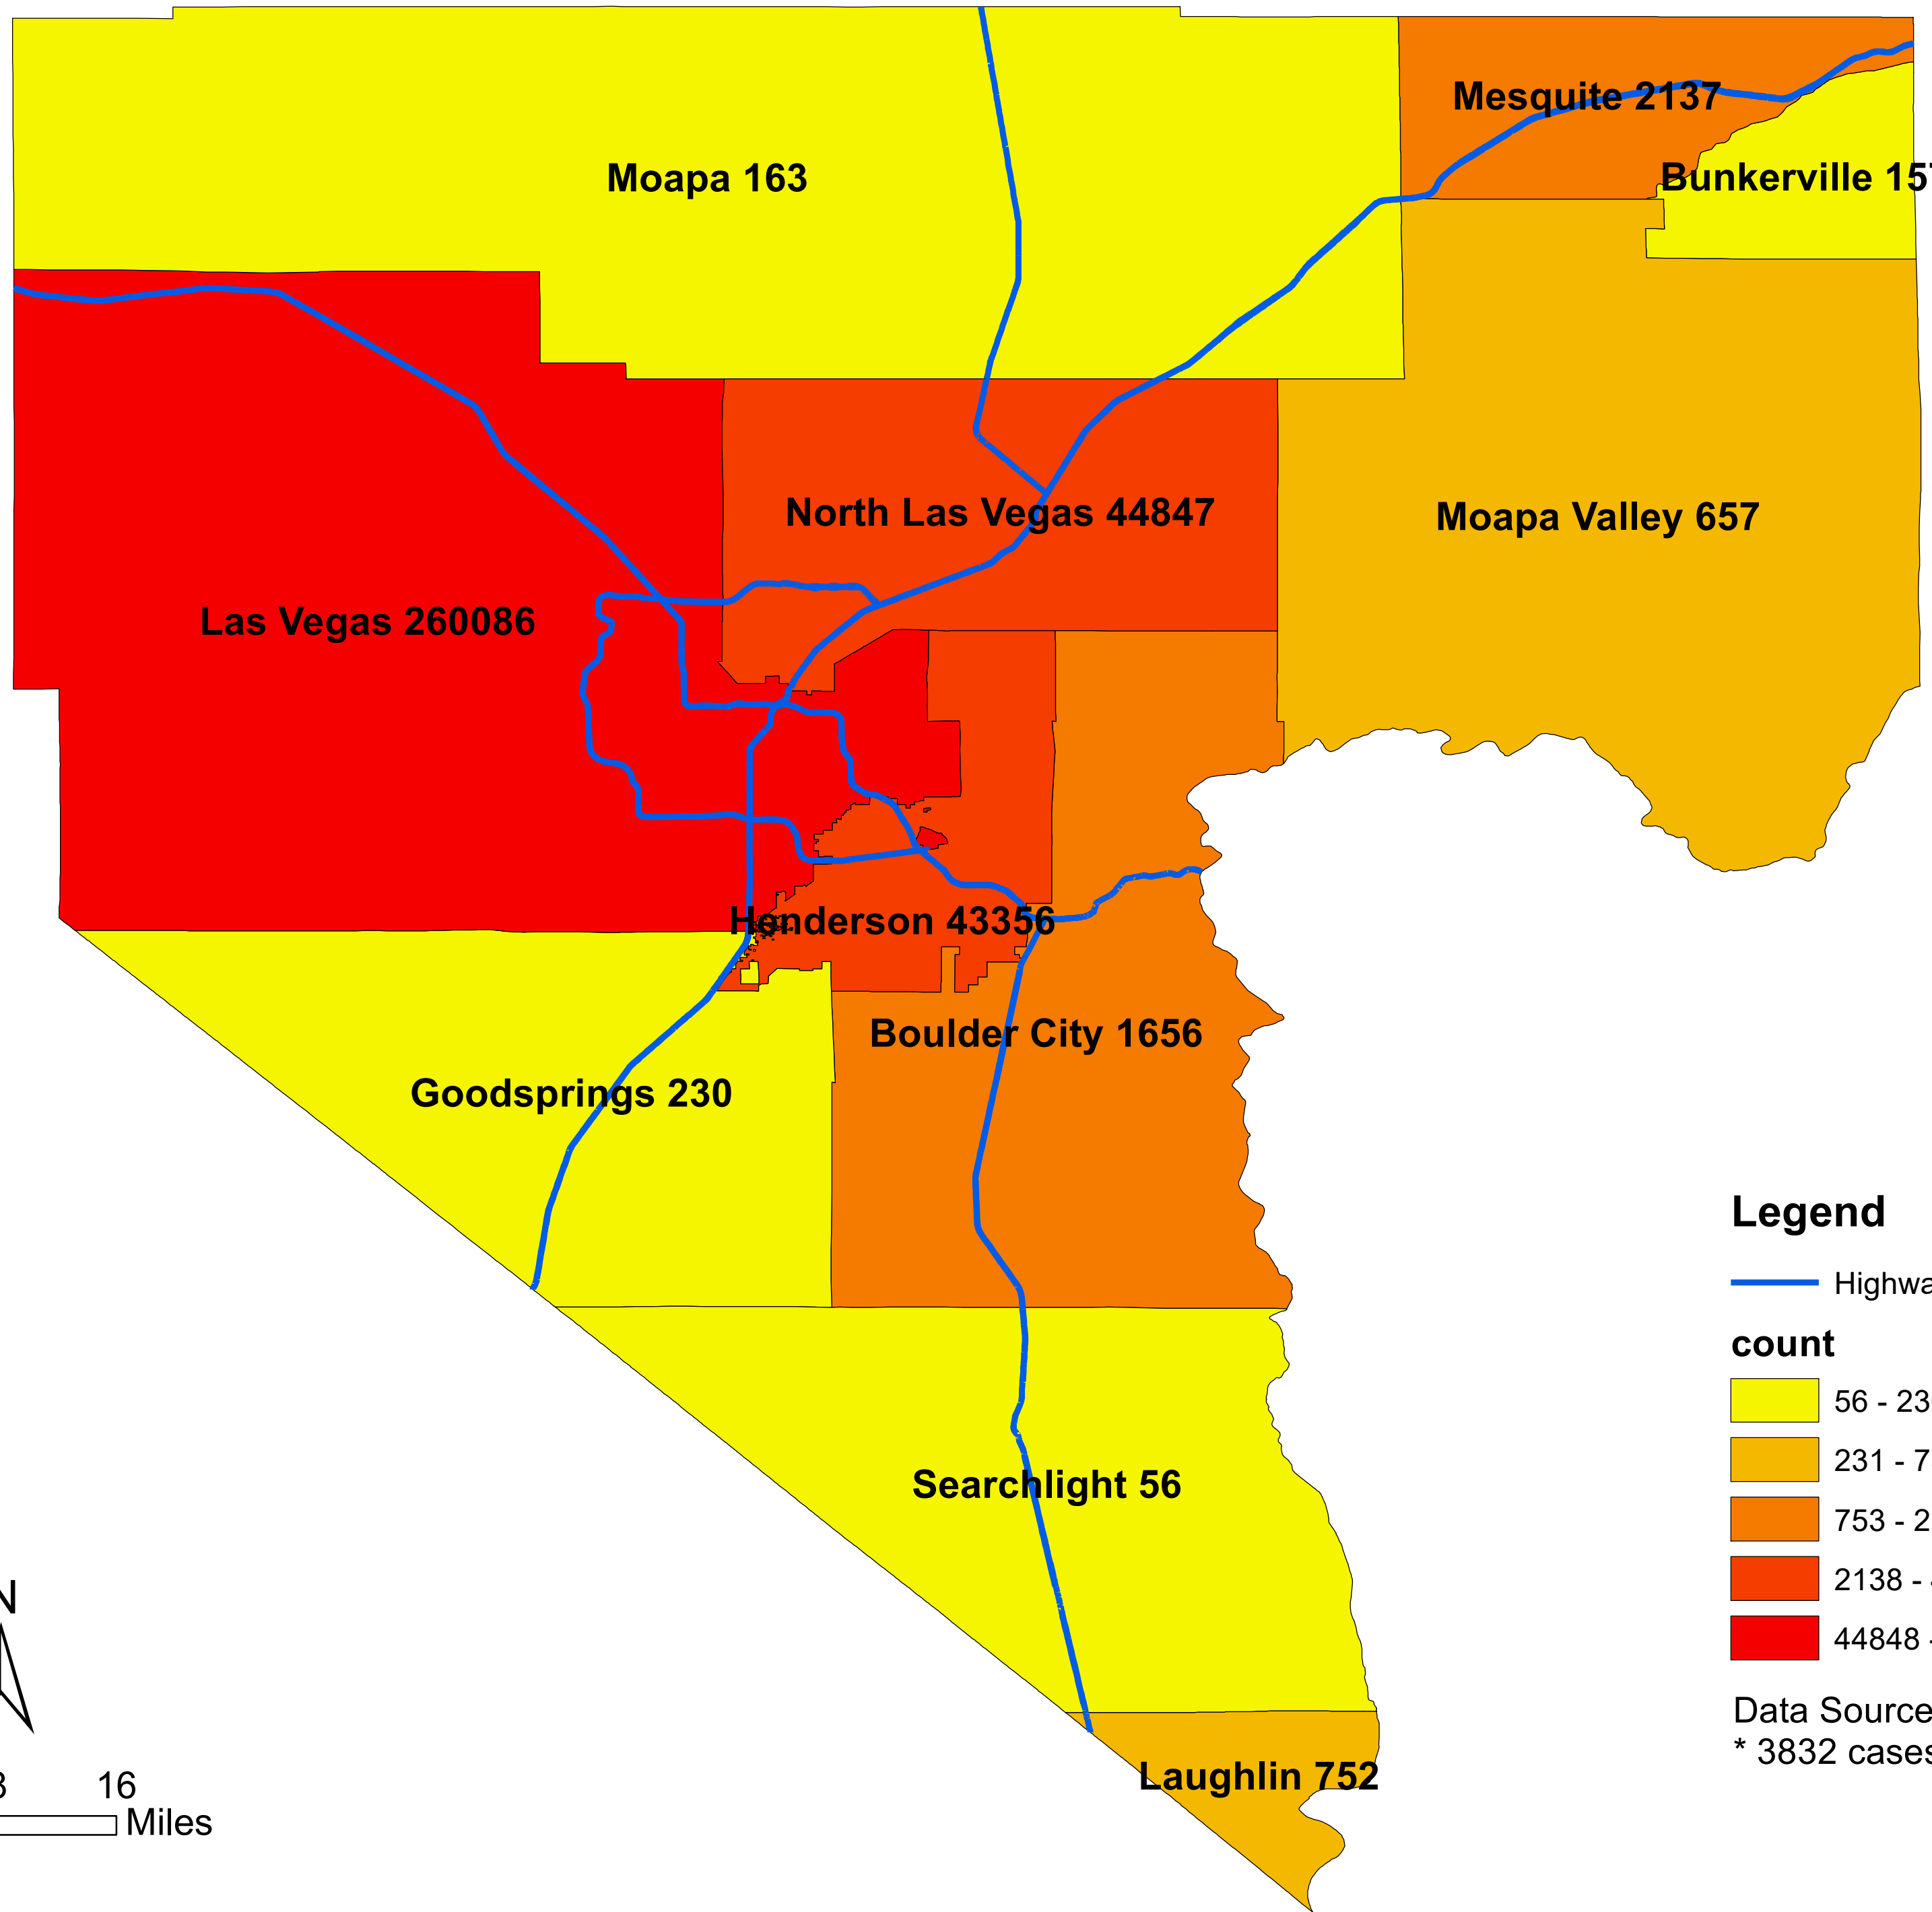 Mesquite 2137
Moapa 163
Bunkerville
North Las Vegas 44847
Moapa Valley 657
Las Vegas 260086
Henderson 43356
Boulder City 1656
Goodsprings 230
Legend
count
56 - 23
231 - 7
Searchlight 56
753 - 2
2138 -
N
44848 -
Data Source
* 3832 cases
Laughlin 752
16
Miles